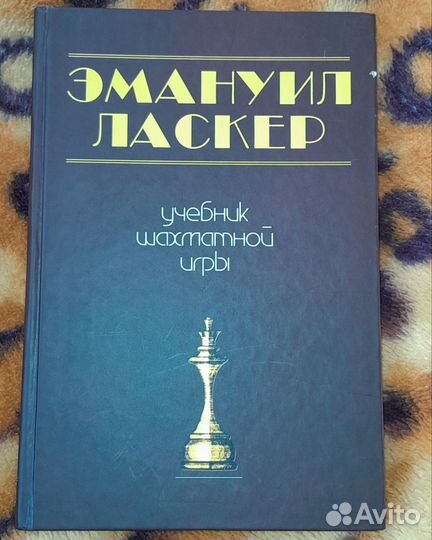 ЭМАНУИЛ
ЛАСКЕР
учебник
шахматной
игры
Avito